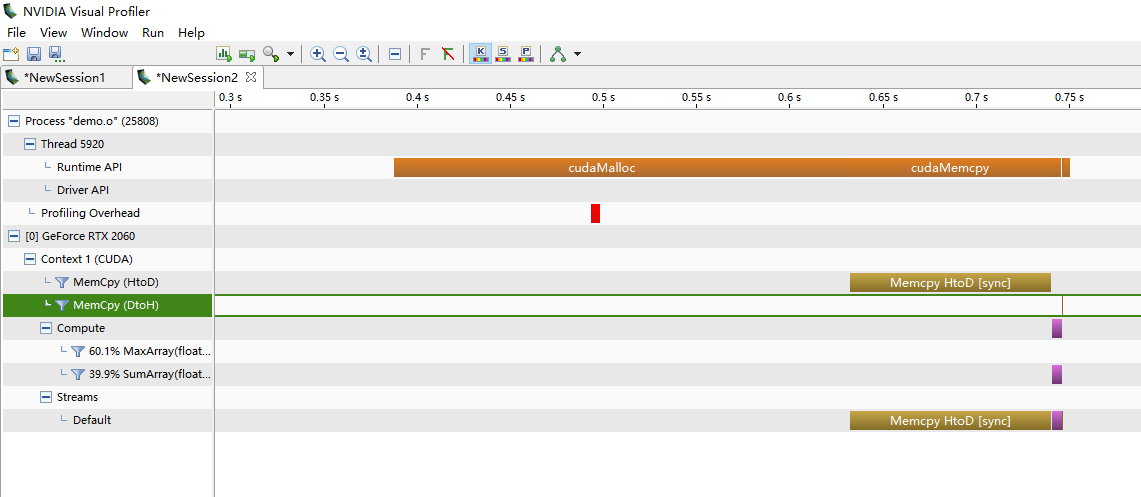 NVIDIA Visual Profiler
File View Window Run Help
F F K S P
*NewSession1 *NewSession2
0.3 s 0.35 s 0.4 s 0.45 s 0.5 s 0.55 s 0.6 s 0.65 s 0.7 s 0.75 s
Process "demo.o" (25808)
Thread 5920
Runtime API cudaMalloc cudaMemcpy
Driver API
Profiling Overhead
[0] GeForce RTX 2060
Context 1 (CUDA)
MemCpy (HtoD) Memcpy HtoD [sync]
MemCpy (DtoH)
Compute
60.1% MaxArray(float...
39.9% SumArray(float...
Streams
Default Memcpy HtoD [sync]